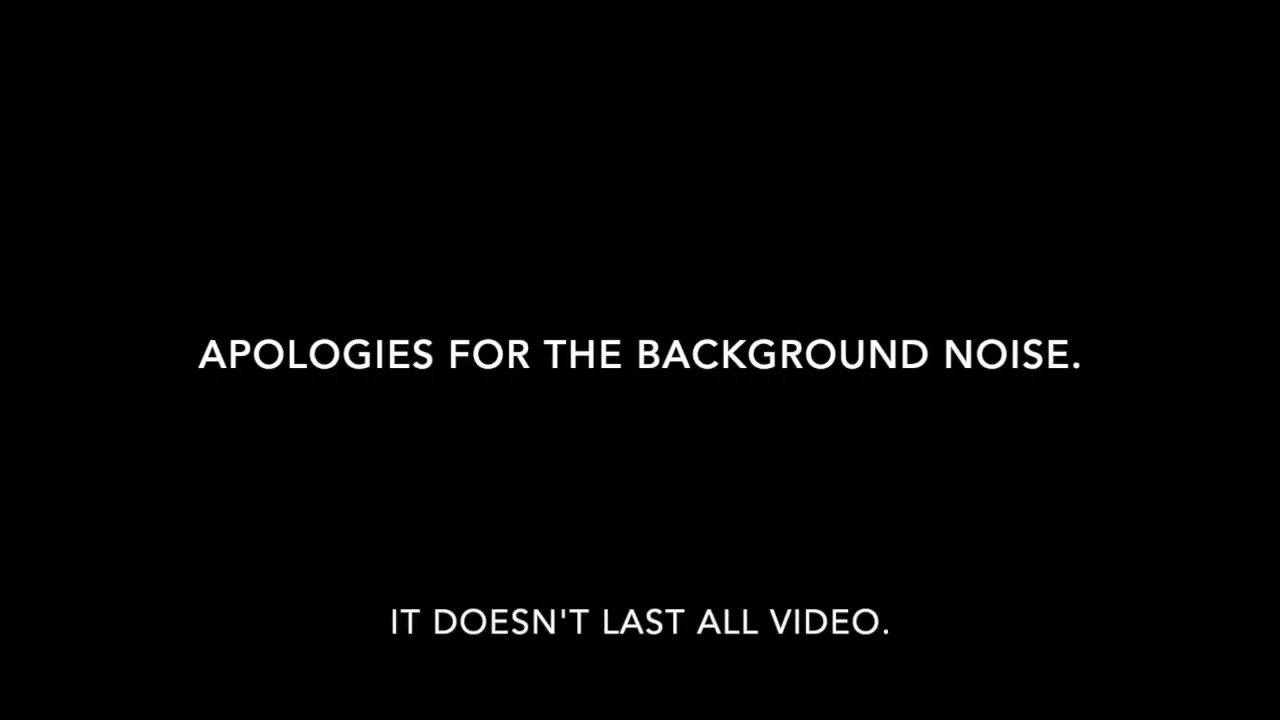 APOLOGIES FOR THE BACKGROUND NOISE.
IT DOESN'T LAST ALL VIDEO.